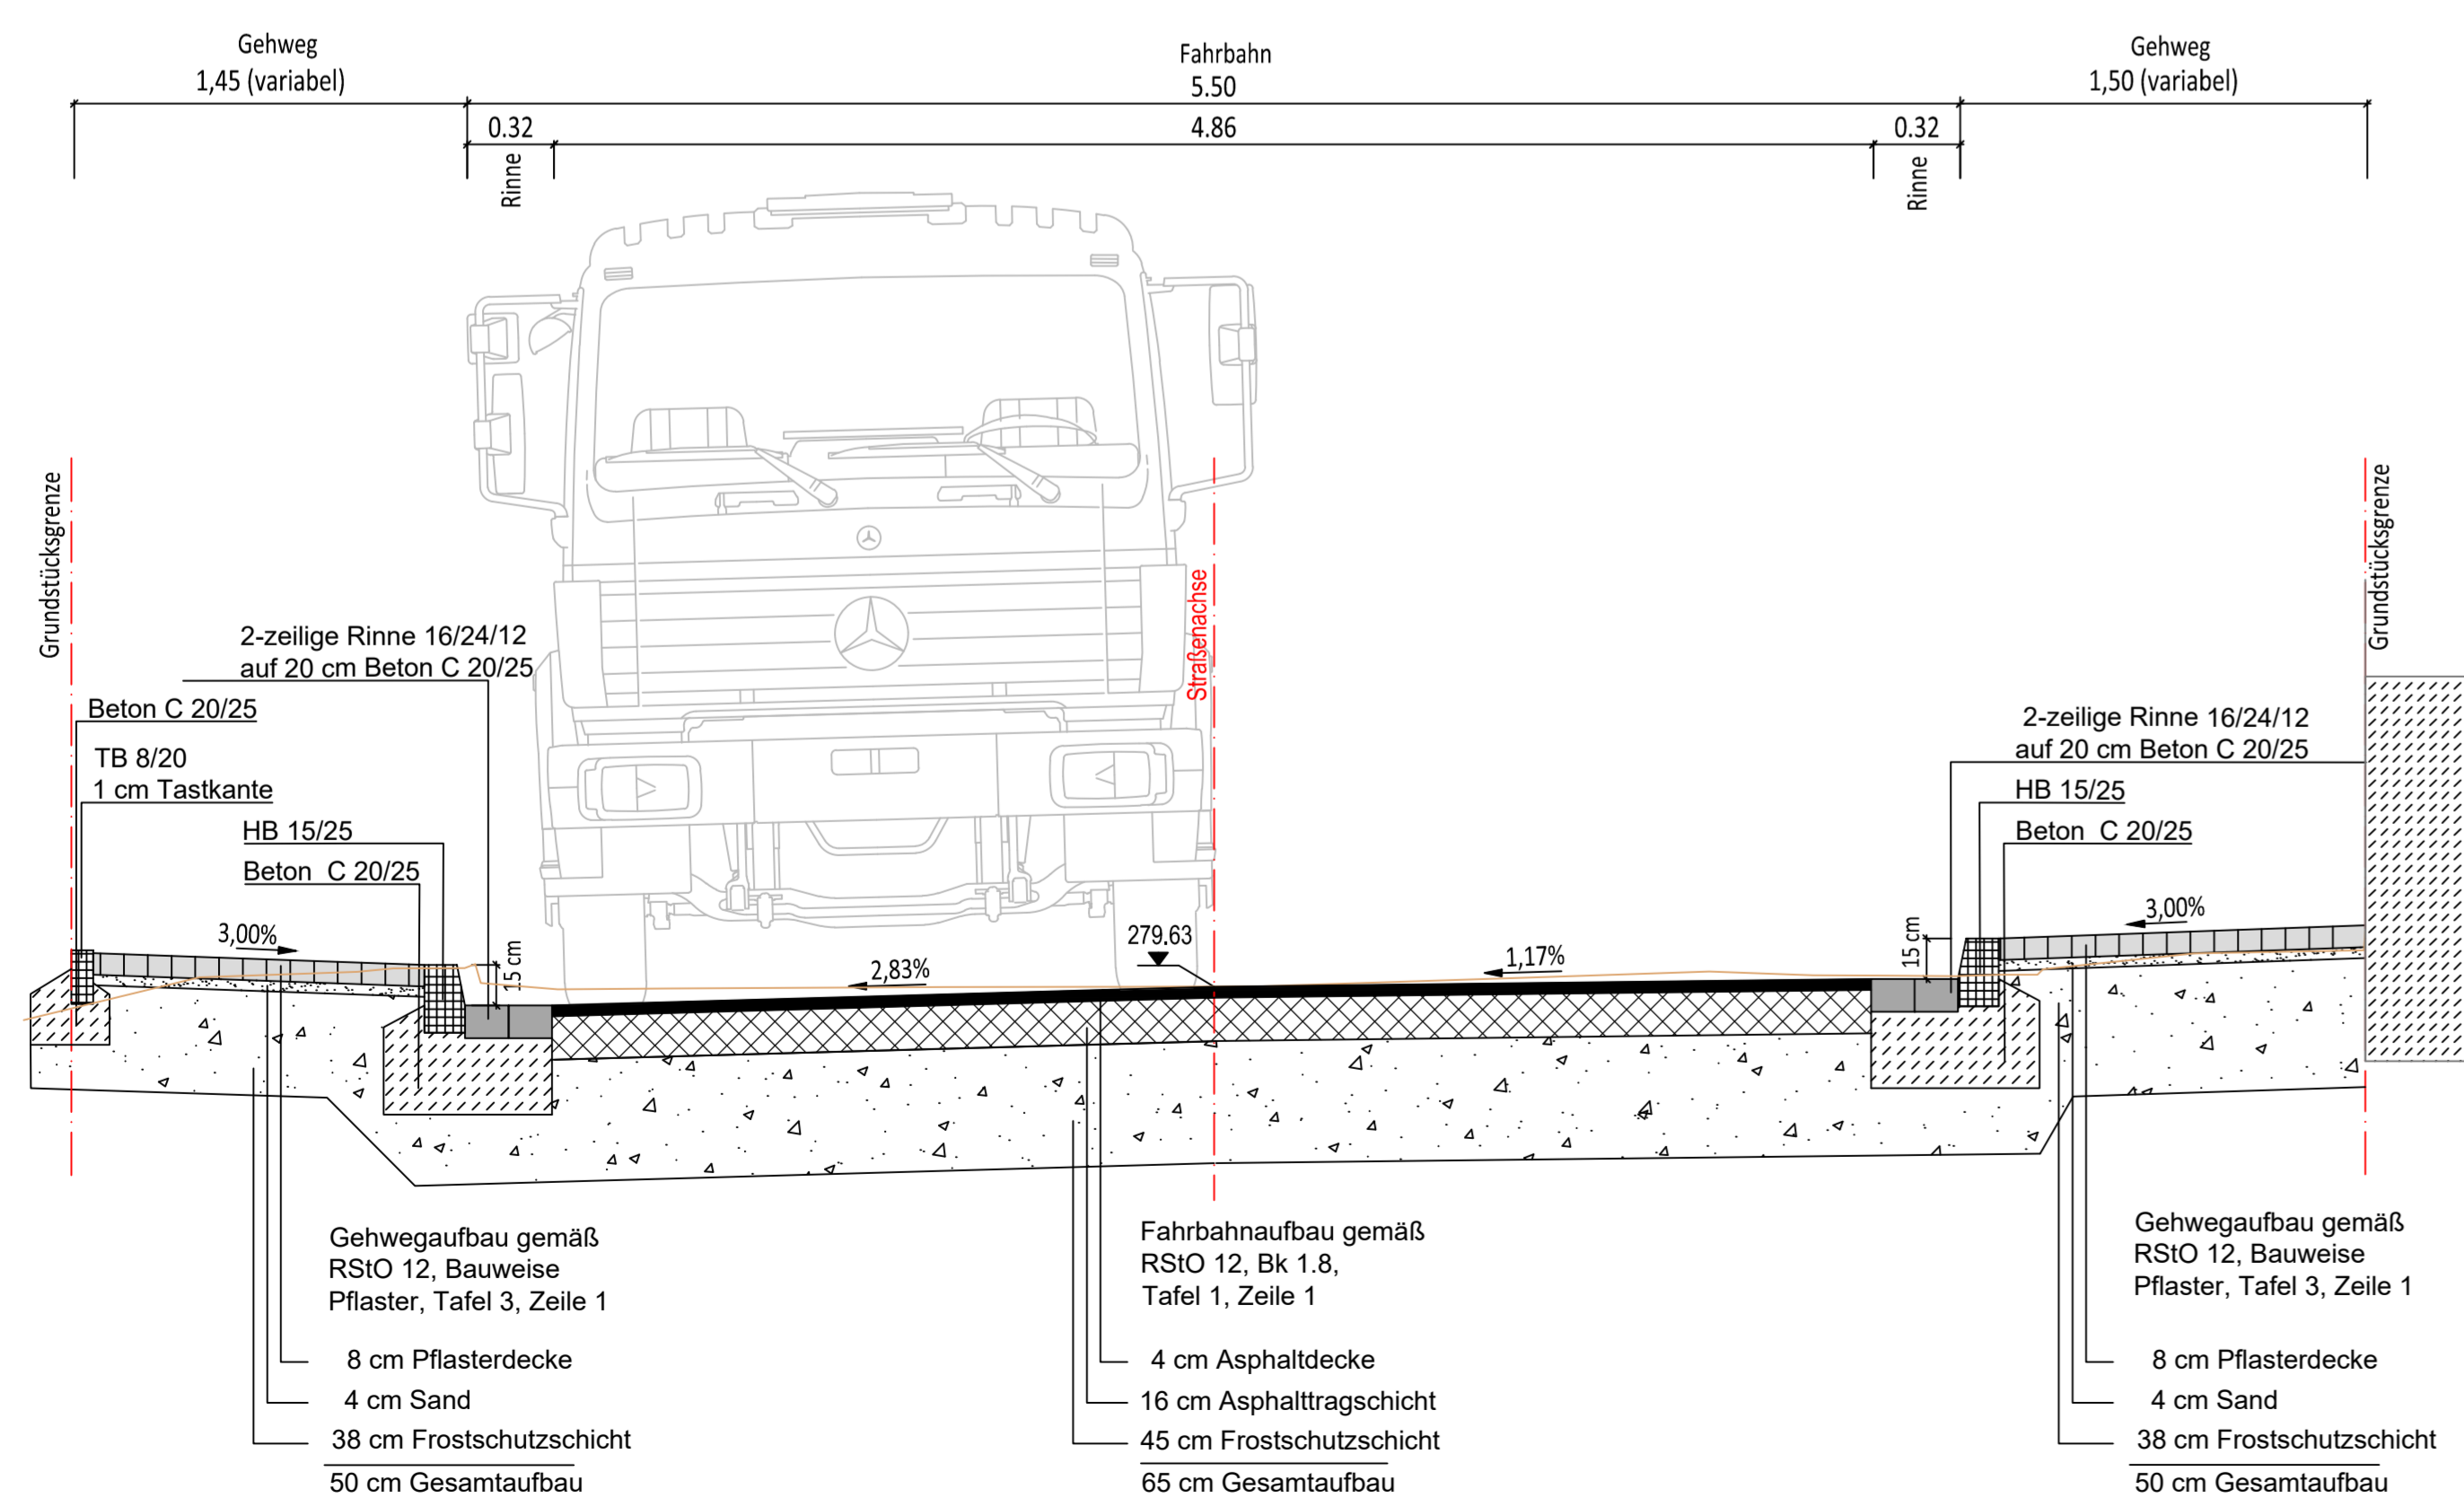 Gehweg
1,45 (variabel)
Fahrbahn
5.50
Gehweg
1,50 (variabel)
0.32
4.86
0.32
Rinne
Rinne
Grundstücksgrenze
Straßenachse
Grundstücksgrenze
2-zeilige Rinne 16/24/12
auf 20 cm Beton C 20/25
Beton C 20/25
TB 8/20
1 cm Tastkante
HB 15/25
Beton C 20/25
2-zeilige Rinne 16/24/12
auf 20 cm Beton C 20/25
HB 15/25
Beton C 20/25
3,00%
15 cm
2,83%
279.63
1,17%
15 cm
3,00%
Gehwegaufbau gemäß
RStO 12, Bauweise
Pflaster, Tafel 3, Zeile 1
8 cm Pflasterdecke
4 cm Sand
38 cm Frostschutzschicht
50 cm Gesamtaufbau
Fahrbahnaufbau gemäß
RStO 12, Bk 1.8,
Tafel 1, Zeile 1
4 cm Asphaltdecke
16 cm Asphalttragschicht
45 cm Frostschutzschicht
65 cm Gesamtaufbau
Gehwegaufbau gemäß
RStO 12, Bauweise
Pflaster, Tafel 3, Zeile 1
8 cm Pflasterdecke
4 cm Sand
38 cm Frostschutzschicht
50 cm Gesamtaufbau